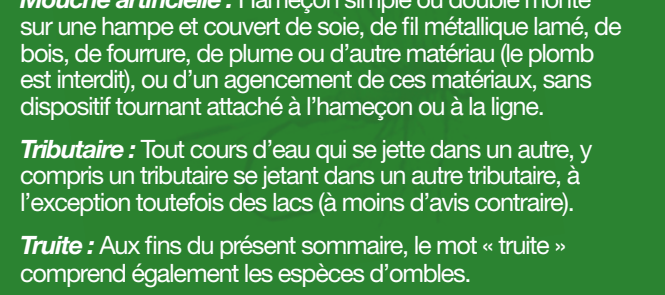 Mouche artificielle : Hameçon simple ou double monté
sur une hampe et couvert de soie, de fil métallique lamé, de
bois, de fourrure, de plume ou d’autre matériau (le plomb
est interdit), ou d’un agencement de ces matériaux, sans
dispositif tournant attaché à l’hameçon ou à la ligne.
Tributaire : Tout cours d’eau qui se jette dans un autre, y
compris un tributaire se jetant dans un autre tributaire, à
l’exception toutefois des lacs (à moins d’avis contraire).
Truite : Aux fins du présent sommaire, le mot « truite »
comprend également les espèces d’ombles.